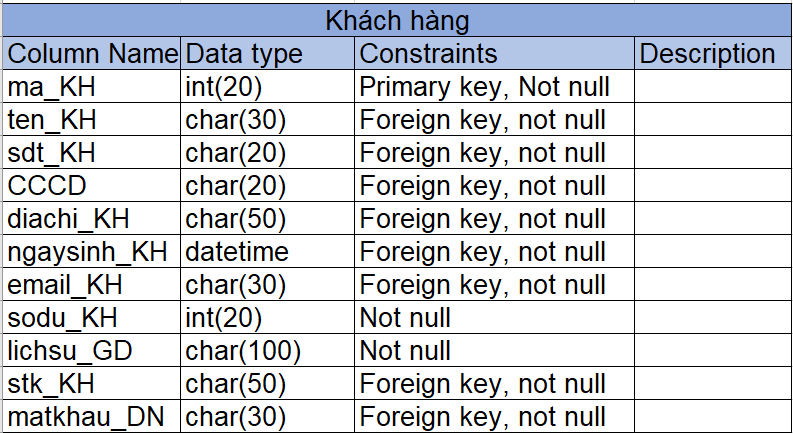 Khách hàng
Column Name Data type Constraints Description
ma_KH int(20) Primary key, Not null
ten_KH char(30) Foreign key, not null
sdt_KH char(20) Foreign key, not null
CCCD char(20) Foreign key, not null
diachi_KH char(50) Foreign key, not null
ngaysinh_KH datetime Foreign key, not null
email_KH char(30) Foreign key, not null
sodu_KH int(20) Not null
lichsu_GD char(100) Not null
stk_KH char(50) Foreign key, not null
matkhau_DN char(30) Foreign key, not null